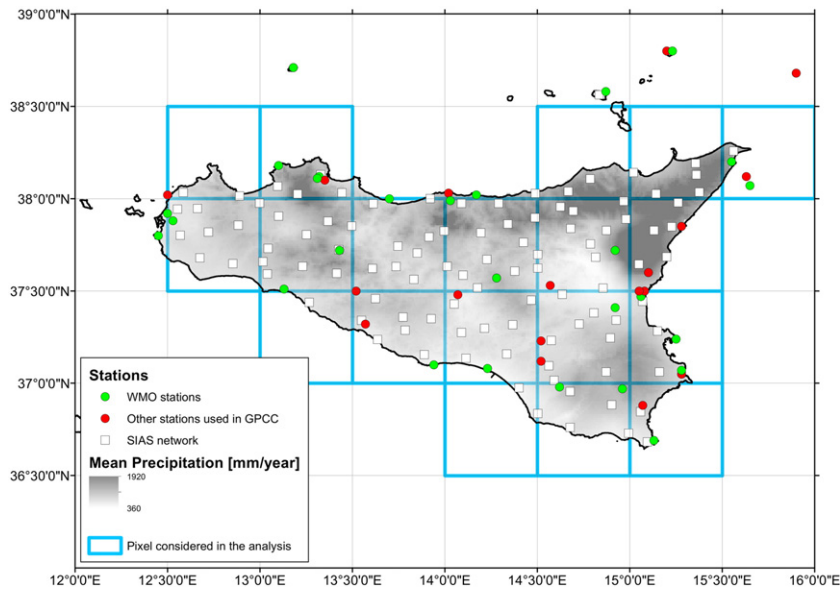 39°0'0"N
38°30'0"N
38°0'0"N
37°30'0"N
37°0'0"N
36°30'0"N
Stations
WMO stations
Other stations used in GPCC
SIAS network
Mean Precipitation [mm/year]
1920
360
Pixel considered in the analysis
12°0'0"E 12°30'0"E 13°0'0"E 13°30'0"E 14°0'0"E 14°30'0"E 15°0'0"E 15°30'0"E 16°0'0"E